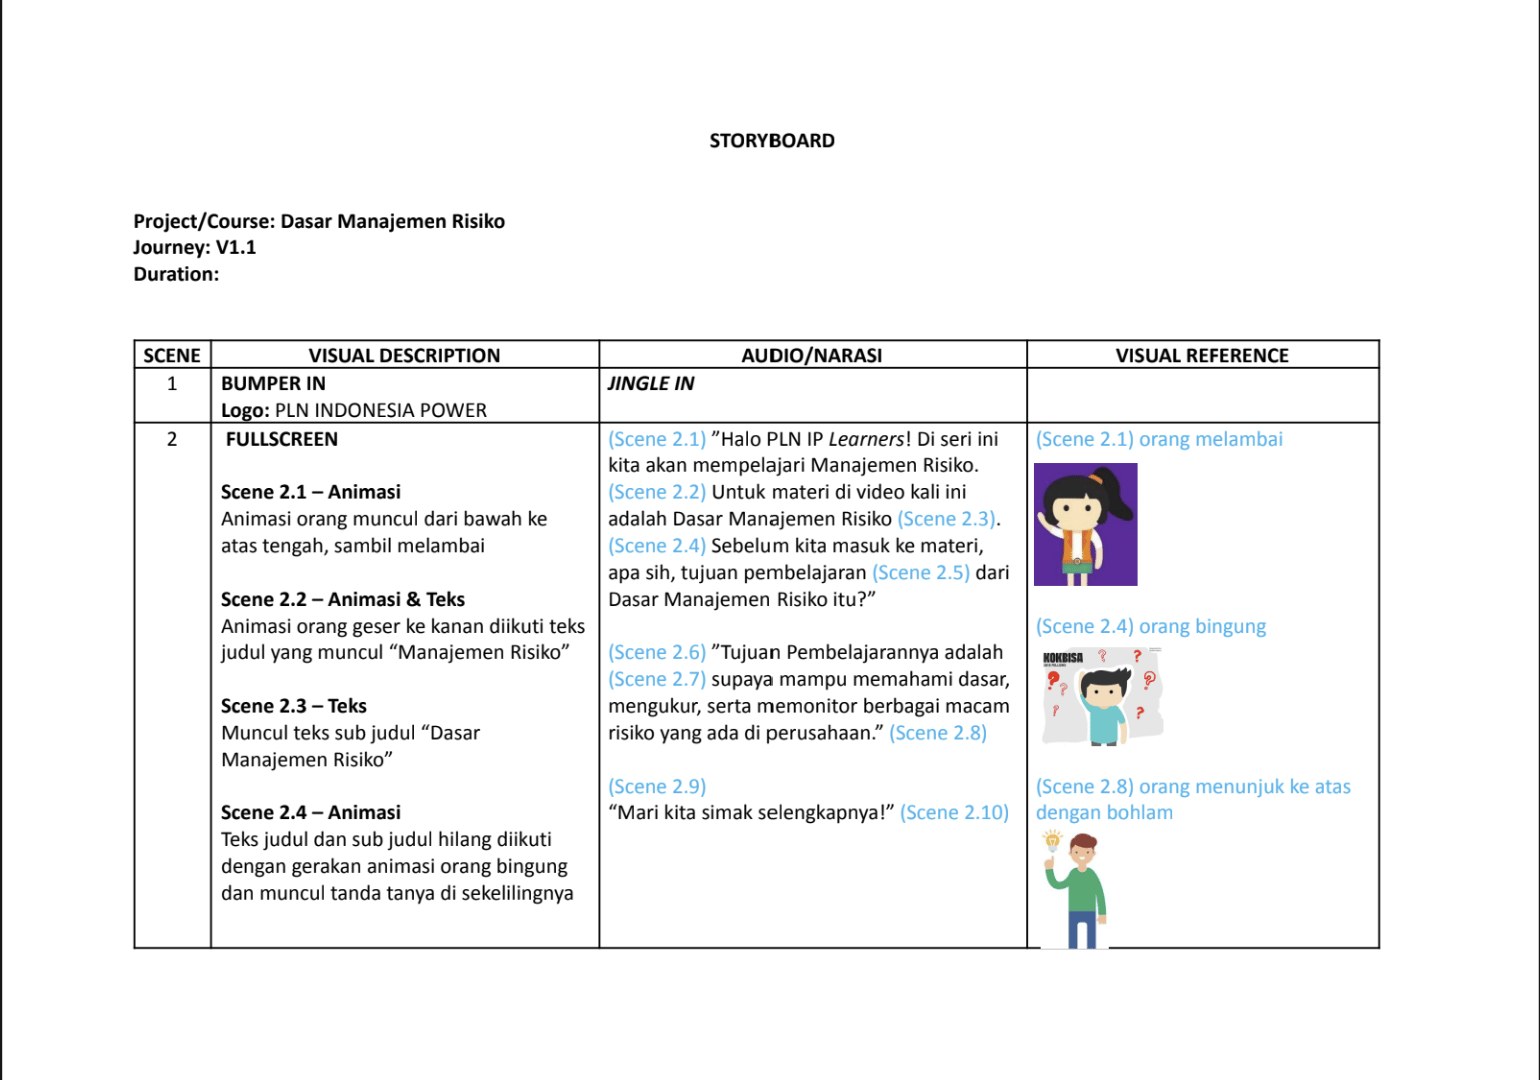 STORYBOARD
Project/Course: Dasar Manajemen Risiko
Journey: V1.1
Duration:
SCENE
VISUAL DESCRIPTION
AUDIO/NARASI
VISUAL REFERENCE
1
BUMPER IN
Logo: PLN INDONESIA POWER
JINGLE IN
2
FULLSCREEN
Scene 2.1 – Animasi
Animasi orang muncul dari bawah ke
atas tengah, sambil melambai
Scene 2.2 – Animasi & Teks
Animasi orang geser ke kanan diikuti teks
judul yang muncul “Manajemen Risiko”
Scene 2.3 – Teks
Muncul teks sub judul “Dasar
Manajemen Risiko”
Scene 2.4 – Animasi
Teks judul dan sub judul hilang diikuti
dengan gerakan animasi orang bingung
dan muncul tanda tanya di sekelilingnya
(Scene 2.1) ”Halo PLN IP Learners! Di seri ini
kita akan mempelajari Manajemen Risiko.
(Scene 2.2) Untuk materi di video kali ini
adalah Dasar Manajemen Risiko (Scene 2.3).
(Scene 2.4) Sebelum kita masuk ke materi,
apa sih, tujuan pembelajaran (Scene 2.5) dari
Dasar Manajemen Risiko itu?”
(Scene 2.6) ”Tujuan Pembelajarannya adalah
(Scene 2.7) supaya mampu memahami dasar,
mengukur, serta memonitor berbagai macam
risiko yang ada di perusahaan.” (Scene 2.8)
(Scene 2.9)
“Mari kita simak selengkapnya!” (Scene 2.10)
(Scene 2.1) orang melambai
(Scene 2.4) orang bingung
KOKBISA
(Scene 2.8) orang menunjuk ke atas
dengan bohlam